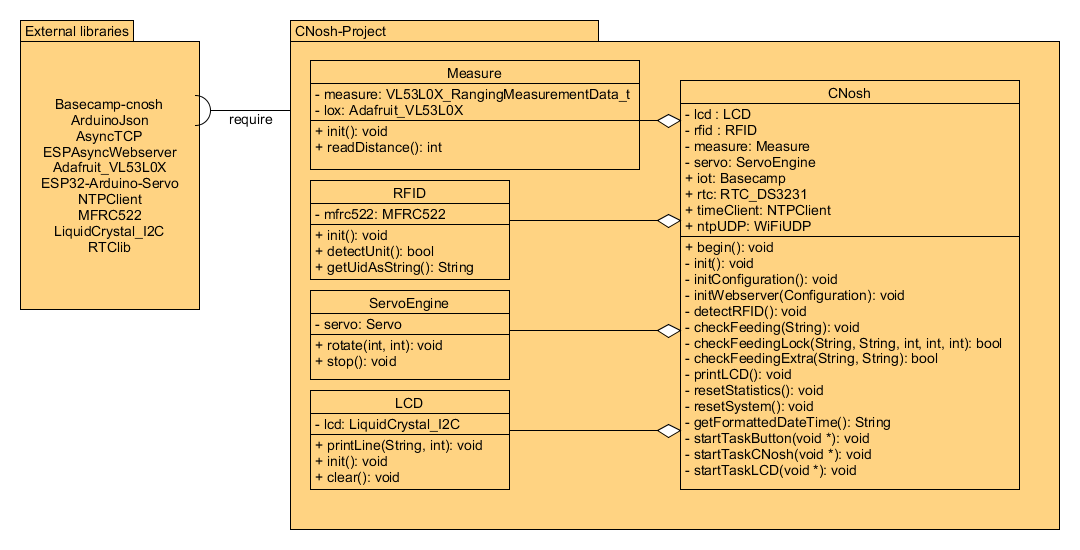 External libraries
Basecamp-cnosh
ArduinoJson
AsyncTCP
ESPAsyncWebserver
Adafruit_VL53L0X
ESP32-Arduino-Servo
NTPClient
MFRC522
LiquidCrystal_I2C
RTClib
require
CNosh-Project
Measure
- measure: VL53L0X_RangingMeasurementData_t
- lox: Adafruit_VL53L0X
+ init(): void
+ readDistance(): int
RFID
- mfrc522: MFRC522
+ init(): void
+ detectUnit(): bool
+ getUidAsString(): String
ServoEngine
- servo: Servo
+ rotate(int, int): void
+ stop(): void
LCD
- lcd: LiquidCrystal_I2C
+ printLine(String, int): void
+ init(): void
+ clear(): void
CNosh
- lcd : LCD
- rfid : RFID
- measure: Measure
- servo: ServoEngine
+ iot: Basecamp
+ rtc: RTC_DS3231
+ timeClient: NTPClient
+ ntpUDP: WiFiUDP
+ begin(): void
- init(): void
- initConfiguration(): void
- initWebserver(Configuration): void
- detectRFID(): void
- checkFeeding(String): void
- checkFeedingLock(String, String, int, int, int): bool
- checkFeedingExtra(String, String): bool
- printLCD(): void
- resetStatistics(): void
- resetSystem(): void
- getFormattedDateTime(): String
- startTaskButton(void *): void
- startTaskCNosh(void *): void
- startTaskLCD(void *): void